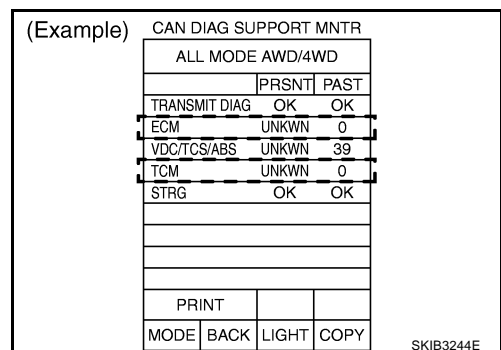 (Example) CAN DIAG SUPPORT MNTR
ALL MODE AWD/4WD
PRSNT PAST
TRANSMIT DIAG OK OK
ECM UNKWN 0
VDC/TCS/ABS UNKWN 39
TCM UNKWN 0
STRG OK OK
PRINT
MODE BACK LIGHT COPY
SKIB3244E